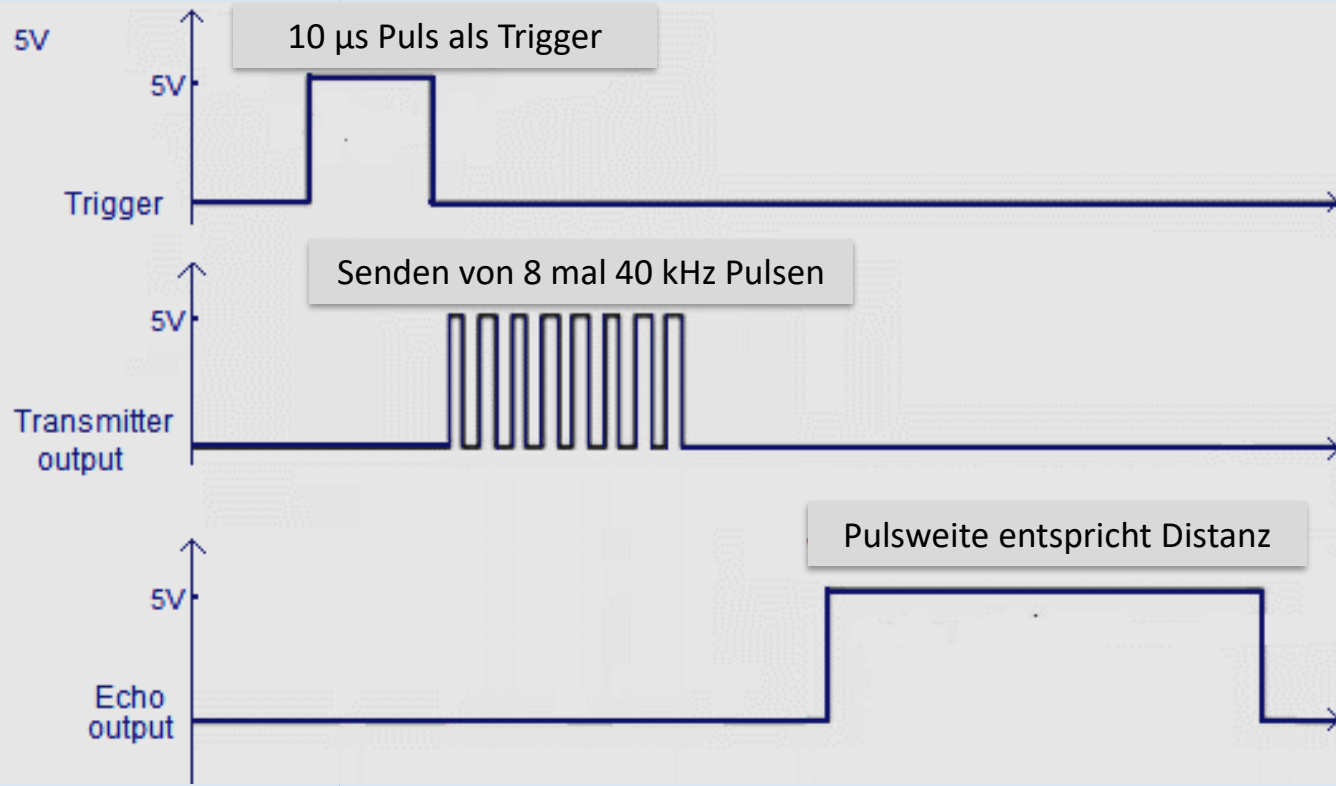 5V
10 µs Puls als Trigger
5V
Trigger
Senden von 8 mal 40 kHz Pulsen
5V
Transmitter
output
Pulsweite entspricht Distanz
5V
Echo
output